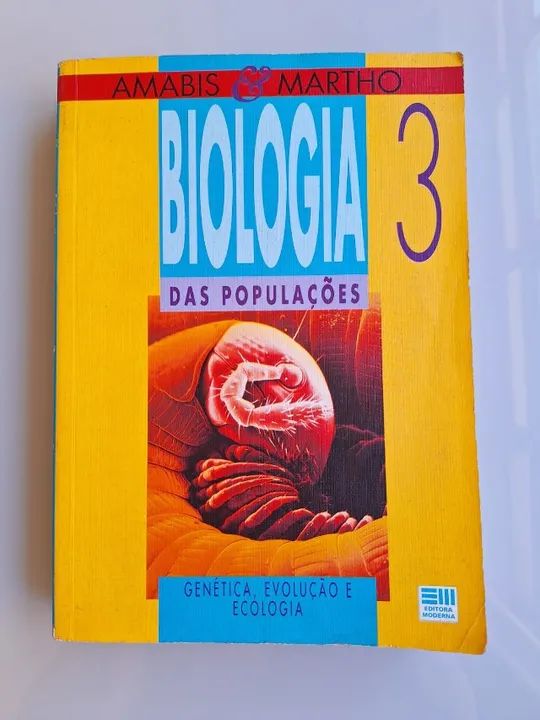 AMABIS & MARTHO
BIOLOGIA
3
DAS POPULAÇÕES
GENÉTICA, EVOLUÇÃO E
ECOLOGIA
EDITORA
MODERNA